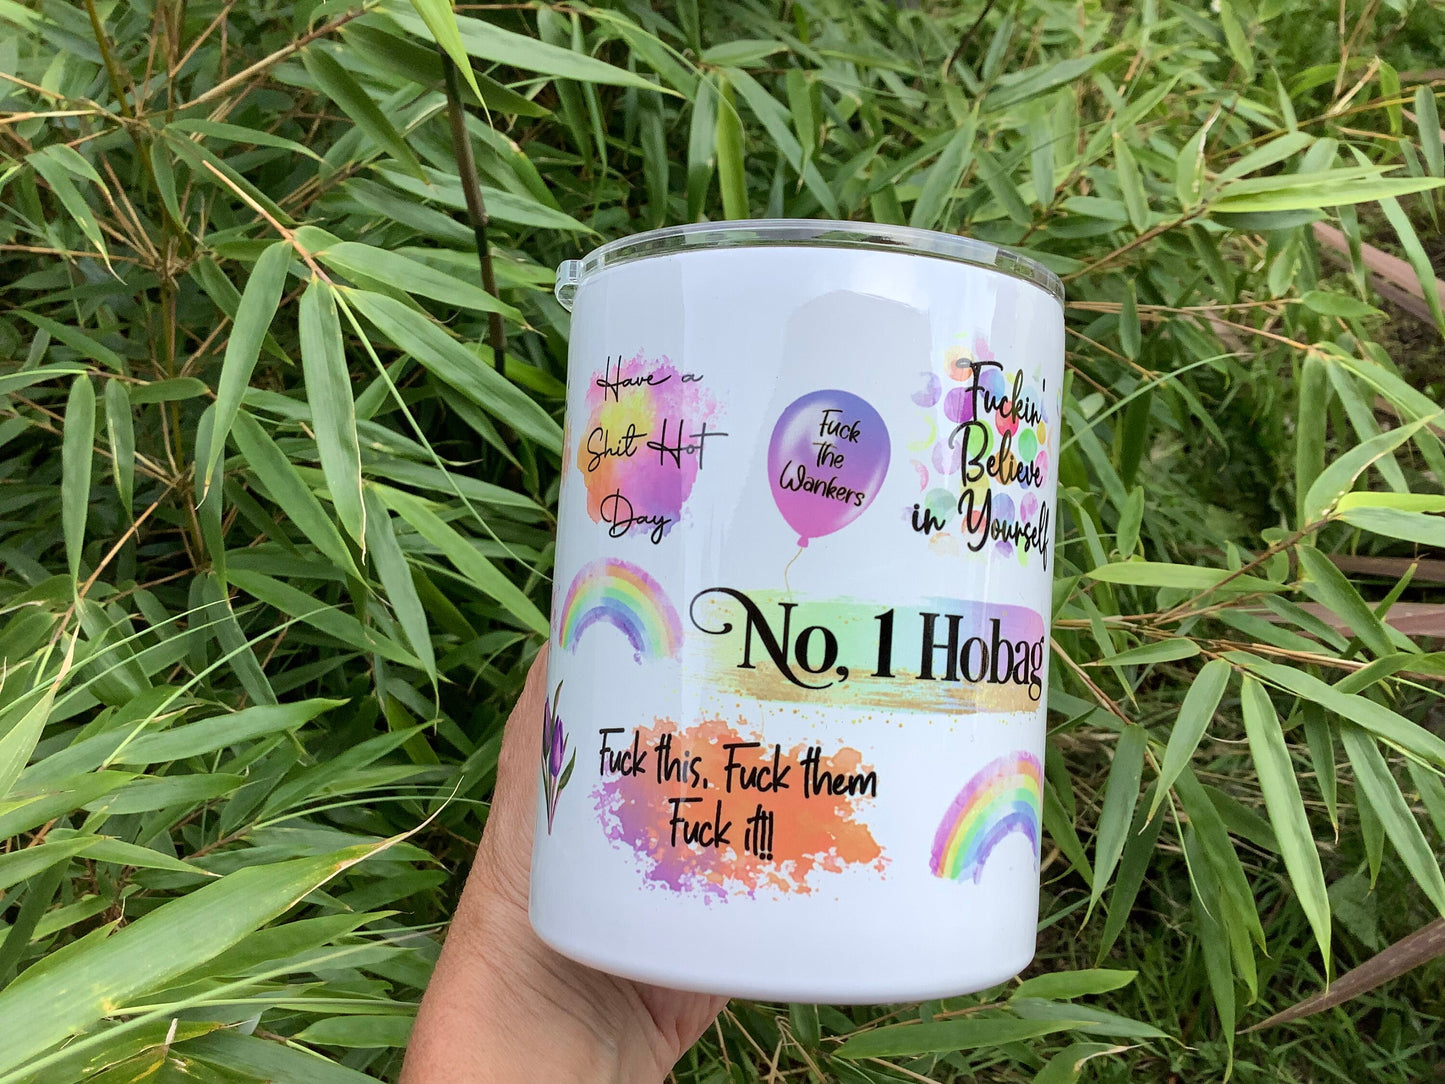 Have a
Shit Hot
Day
Fuck
The
Wankers
Fuckin'
Believe
in Yourself
No, 1 Hobag
Fuck this, Fuck them
Fuck it!!